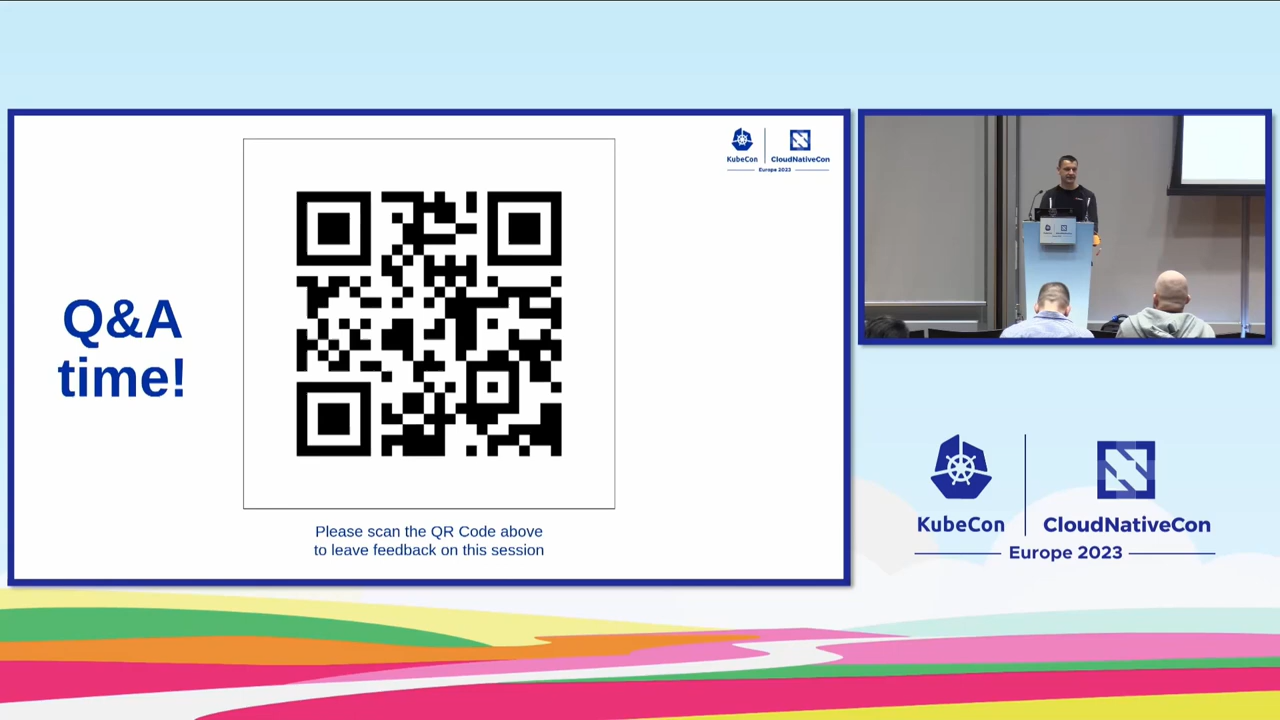 KubeCon
CloudNativeCon
Europe 2023
Q&A
time!
Please scan the QR Code above
to leave feedback on this session
KubeCon
CloudNativeCon
Europe 2023